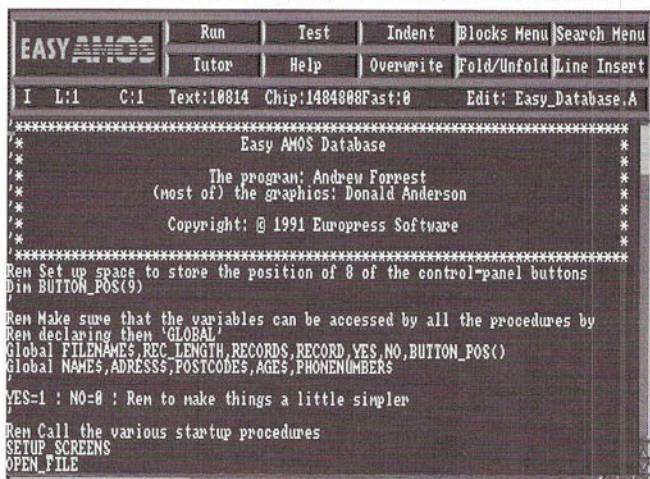 EASY AMOS
Run Test Indent Blocks Menu Search Menu
Tutor Help Overwrite Fold/Unfold Line Insert
I L:1 C:1 Text:10814 Chip:1484808Fast:0 Edit: Easy_Database.A
'******************************************************************************
'* Easy AMOS Database *
'* *
'* The program: Andrew Forrest *
'* (most of) the graphics: Donald Anderson *
'* *
'* Copyright: © 1991 Europress Software *
'* *
'******************************************************************************
Rem Set up space to store the position of 8 of the control-panel buttons
Dim BUTTON_POS(9)
'
Rem Make sure that the variables can be accessed by all the procedures by
Rem declaring them 'GLOBAL'
Global FILENAME$,REC_LENGTH,RECORDS,RECORD,YES,NO,BUTTON_POS()
Global NAME$,ADRESS$,POSTCODE$,AGE$,PHONENUMBER$
'
YES=1 : NO=0 : Rem to make things a little simpler
'
Rem Call the various startup procedures
SETUP_SCREENS
OPEN_FILE